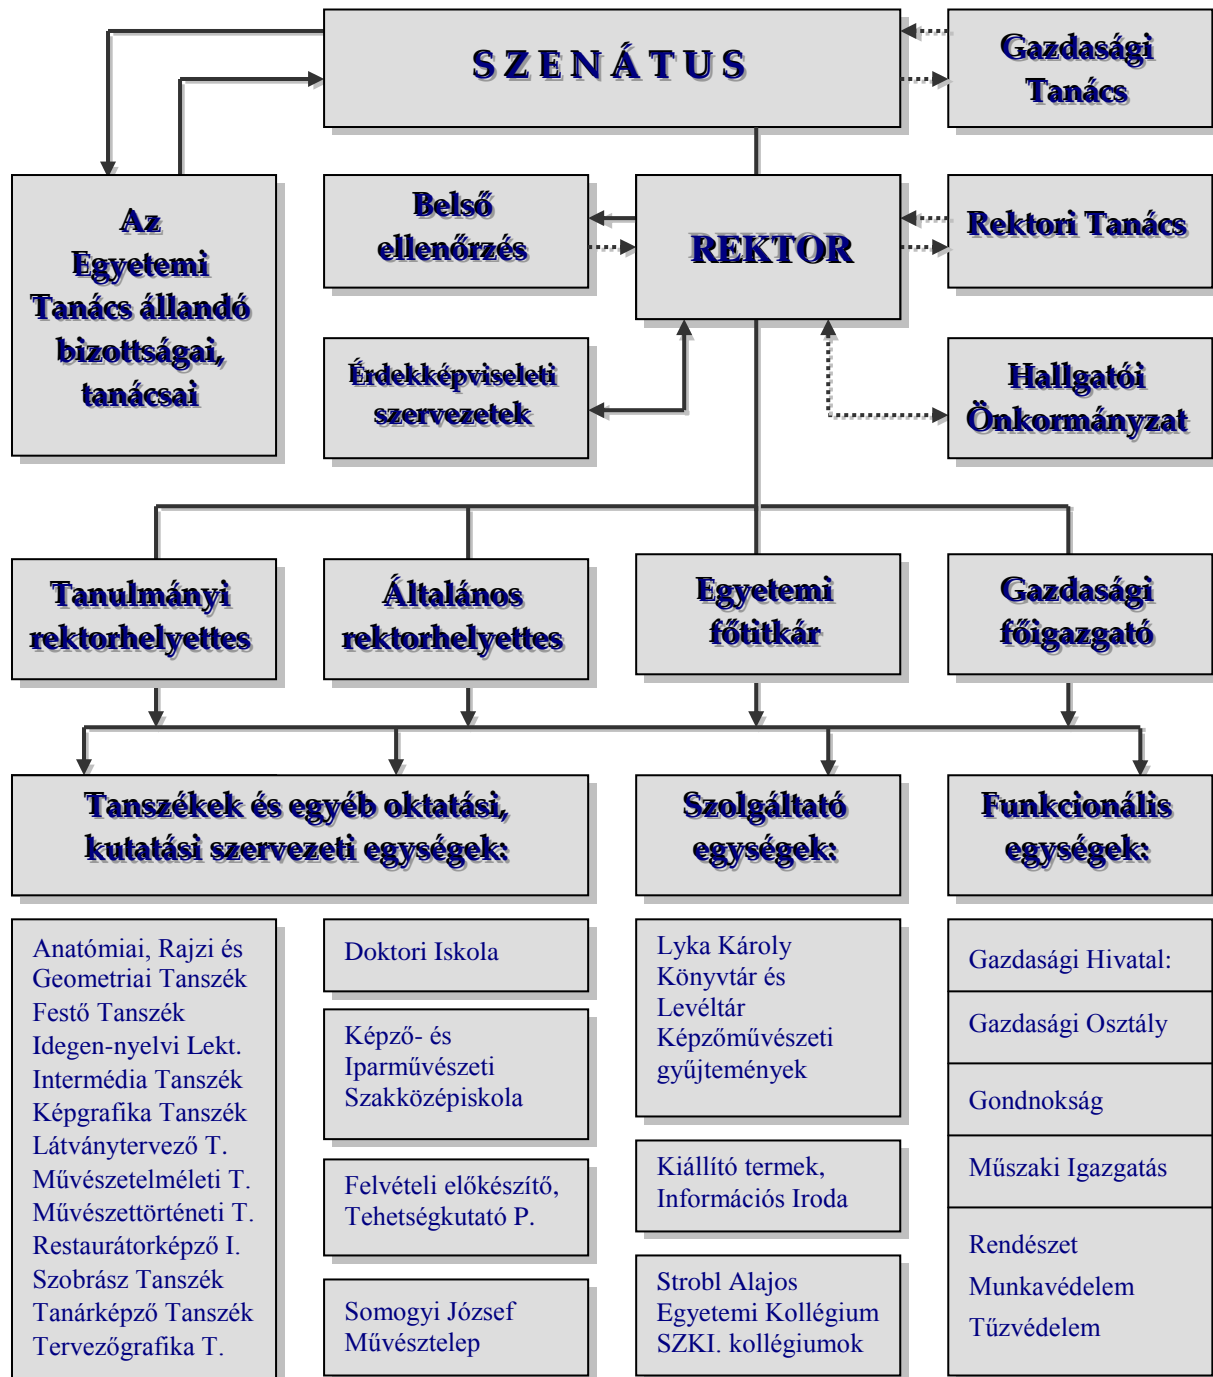 S Z E N Á T U S
Gazdasági
Tanács
Az
Egyetemi
Tanács állandó
bizottságai,
tanácsai
Belső
ellenőrzés
REKTOR
Rektori Tanács
Érdekképviseleti
szervezetek
Hallgatói
Önkormányzat
Tanulmányi
rektorhelyettes
Általános
rektorhelyettes
Egyetemi
főtitkár
Gazdasági
főigazgató
Tanszékek és egyéb oktatási,
kutatási szervezeti egységek:
Szolgáltató
egységek:
Funkcionális
egységek:
Anatómiai, Rajzi és
Geometriai Tanszék
Festő Tanszék
Idegen-nyelvi Lekt.
Intermédia Tanszék
Képgrafika Tanszék
Látványtervező T.
Művészetelméleti T.
Művészettörténeti T.
Restaurátorképző I.
Szobrász Tanszék
Tanárképző Tanszék
Tervezőgrafika T.
Doktori Iskola
Képző- és
Iparművészeti
Szakközépiskola
Felvételi előkészítő,
Tehetségkutató P.
Somogyi József
Művésztelep
Lyka Károly
Könyvtár és
Levéltár
Képzőművészeti
gyűjtemények
Kiállító termek,
Információs Iroda
Strobl Alajos
Egyetemi Kollégium
SZKI. kollégiumok
Gazdasági Hivatal:
Gazdasági Osztály
Gondnokság
Műszaki Igazgatás
Rendészet
Munkavédelem
Tűzvédelem